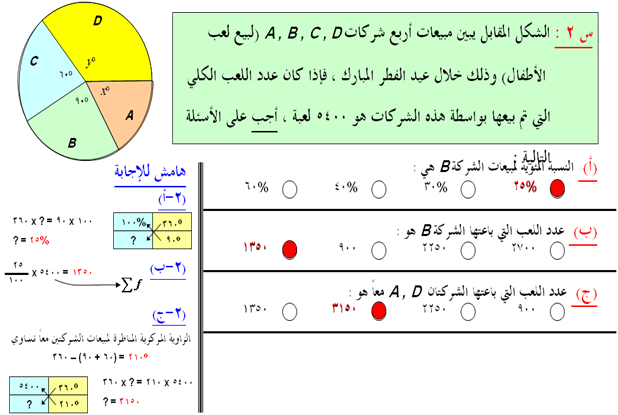 س ٢ : الشكل المقابل يبين مبيعات أربع شركات A , B , C , D (لبيع لعب
الأطفال) وذلك خلال عيد الفطر المبارك ، فإذا كان عدد اللعب الكلي
التي تم بيعها بواسطة هذه الشركات هو ٥٤٠٠ لعبة ، أجب على الأسئلة
التالية :
D
C
B
A
٦٠°
٩٠°
(أ) النسبة المئوية لمبيعات الشركة B هي :
٢٥% ٣٠% ٤٠% ٦٠%
(ب) عدد اللعب التي باعتها الشركة B هو :
٢٧٠٠ ٢٢٥٠ ٩٠٠ ١٣٥٠
(ج) عدد اللعب التي باعتها الشركتان A , D معاً هو :
٩٠٠ ٢٢٥٠ ٣١٥٠ ١٣٥٠
هامش للإجابة
(٢-أ)
٣٦٠ x ? = ٩٠ x ١٠٠
? = ٢٥%
١٠٠% ٣٦٠°
? ٩٠°
(٢-ب)
٢٥/١٠٠ x ٥٤٠٠ = ١٣٥٠
∑ f
(٢-ج)
الزاوية المركزية المناظرة لمبيعات الشركتين معاً تساوي
٣٦٠ – (٩٠ + ٦٠) = ٢١٠°
٥٤٠٠ ٣٦٠°
? ٢١٠°
٣٦٠ x ? = ٢١٠ x ٥٤٠٠
? = ٣١٥٠